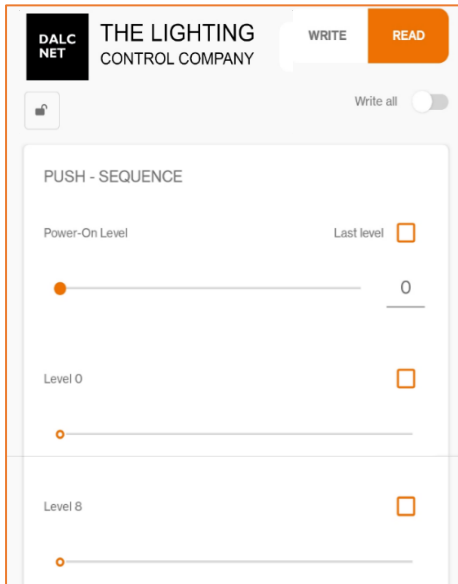 DALC
NET
THE LIGHTING
CONTROL COMPANY
WRITE
READ
Write all
PUSH - SEQUENCE
Power-On Level
Last level
0
Level 0
Level 8